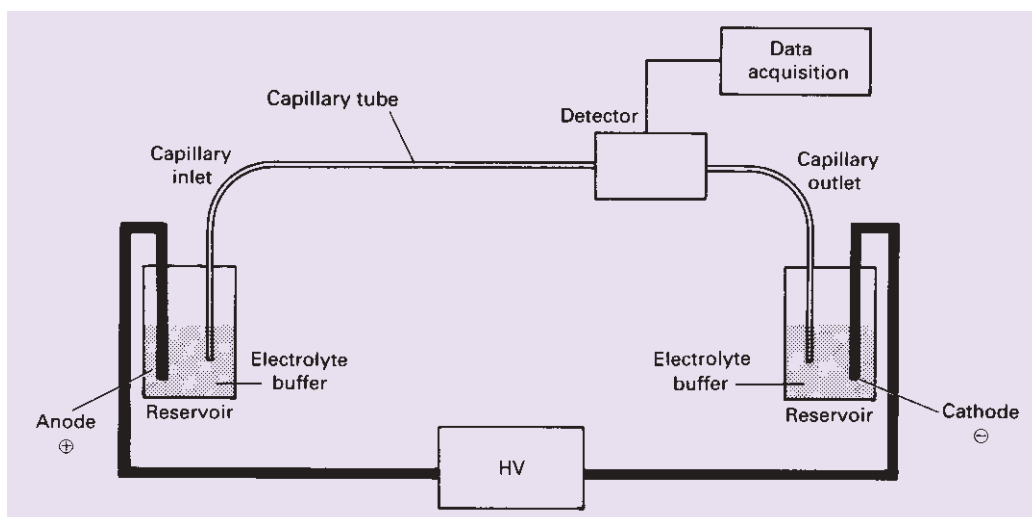 Data
acquisition
Capillary tube
Detector
Capillary
inlet
Capillary
outlet
Electrolyte
buffer
Electrolyte
buffer
Reservoir
Reservoir
Anode
⊕
Cathode
⊖
HV